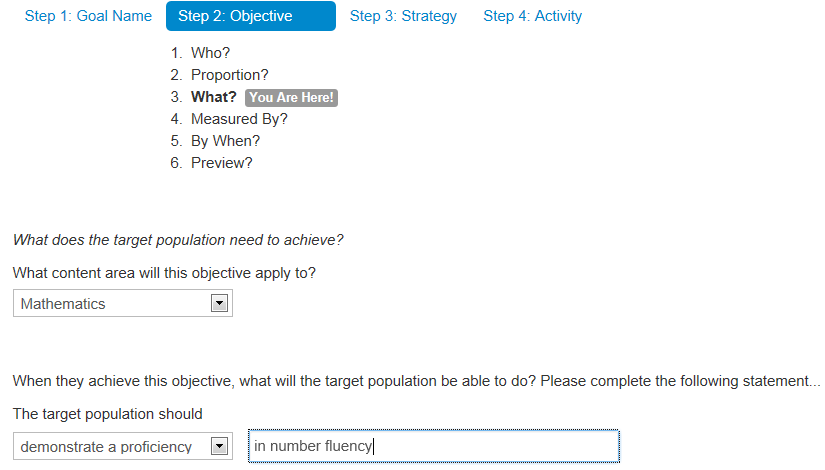 Step 1: Goal Name Step 2: Objective Step 3: Strategy Step 4: Activity
1. Who?
2. Proportion?
3. What? You Are Here!
4. Measured By?
5. By When?
6. Preview?
What does the target population need to achieve?
What content area will this objective apply to?
Mathematics
When they achieve this objective, what will the target population be able to do? Please complete the following statement...
The target population should
demonstrate a proficiency in number fluency